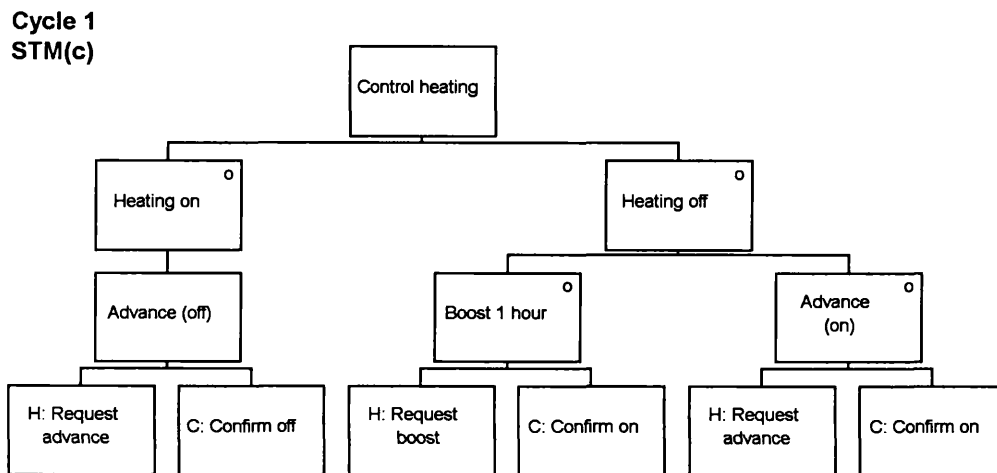 Cycle 1
STM(c)
Control heating
Heating on
o
Heating off
o
Advance (off)
Boost 1 hour
o
Advance
(on)
o
H: Request
advance
C: Confirm off
H: Request
boost
C: Confirm on
H: Request
advance
C: Confirm on